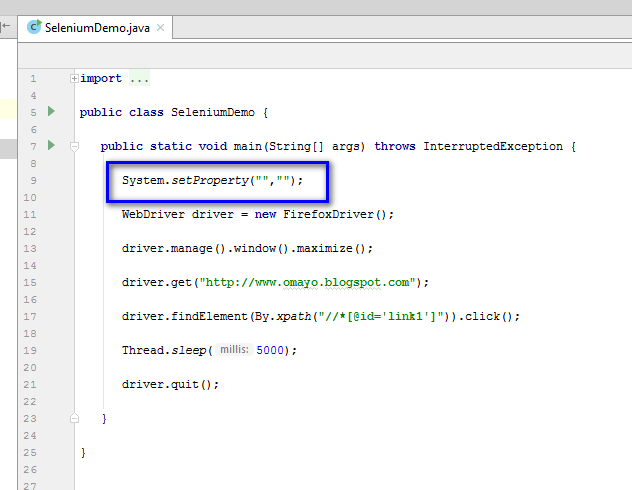 SeleniumDemo.java
1 import ...
4
5 public class SeleniumDemo {
6
7 public static void main(String[] args) throws InterruptedException {
8
9 System.setProperty("","");
10
11 WebDriver driver = new FirefoxDriver();
12
13 driver.manage().window().maximize();
14
15 driver.get("http://www.omayo.blogspot.com");
16
17 driver.findElement(By.xpath("//*[@id='link1']")).click();
18
19 Thread.sleep( millis: 5000);
20
21 driver.quit();
22
23 }
24
25 }
26
27